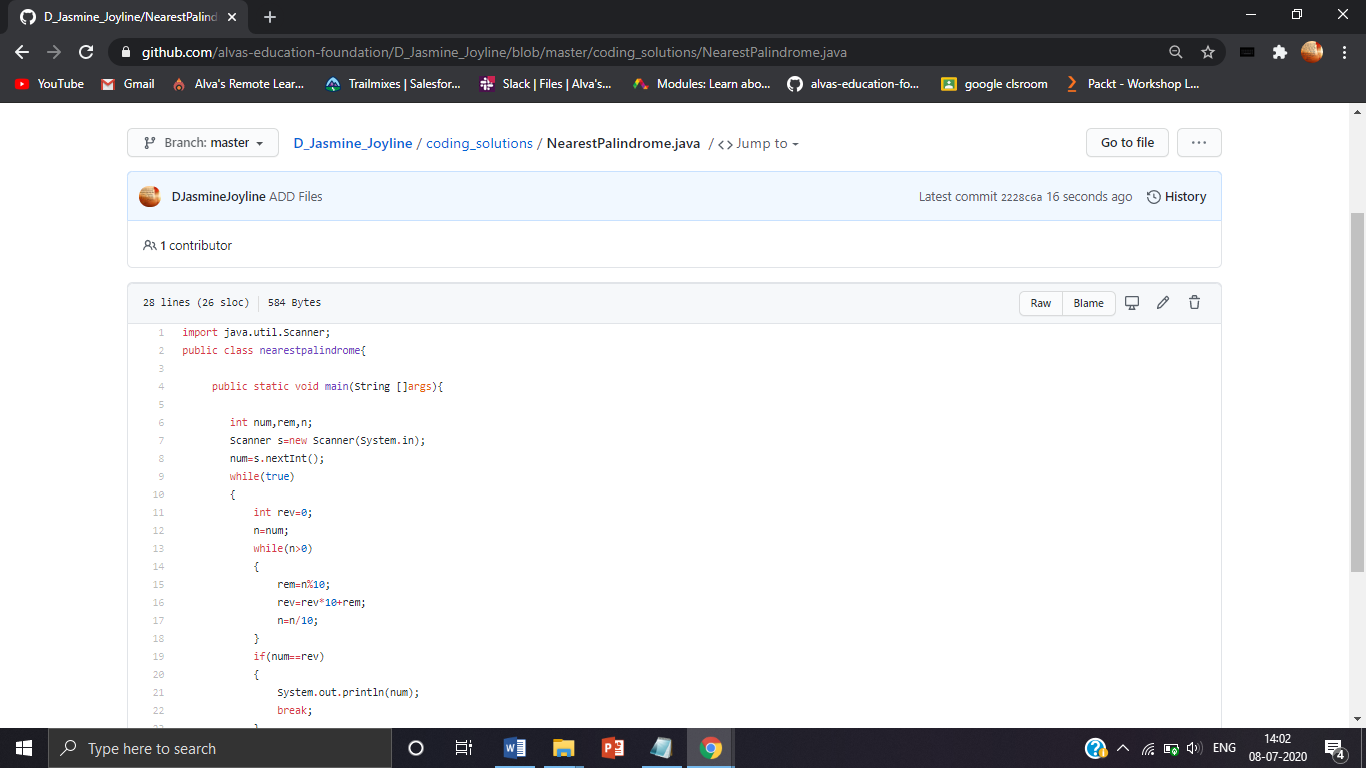 D_Jasmine_Joyline/NearestPalind
github.com/alvas-education-foundation/D_Jasmine_Joyline/blob/master/coding_solutions/NearestPalindrome.java
YouTube Gmail Alva's Remote Lear... Trailmixes | Salesfor... Slack | Files | Alva's... Modules: Learn abo... alvas-education-fo... google clsroom Packt - Workshop L...
Branch: master D_Jasmine_Joyline / coding_solutions / NearestPalindrome.java / <> Jump to Go to file ...
DJasmineJoyline ADD Files Latest commit 2228c6a 16 seconds ago History
1 contributor
28 lines (26 sloc) 584 Bytes Raw Blame
1 import java.util.Scanner;
2 public class nearestpalindrome{
3
4 public static void main(String []args){
5
6 int num,rem,n;
7 Scanner s=new Scanner(System.in);
8 num=s.nextInt();
9 while(true)
10 {
11 int rev=0;
12 n=num;
13 while(n>0)
14 {
15 rem=n%10;
16 rev=rev*10+rem;
17 n=n/10;
18 }
19 if(num==rev)
20 {
21 System.out.println(num);
22 break;
Type here to search ENG 14:02
08-07-2020 4